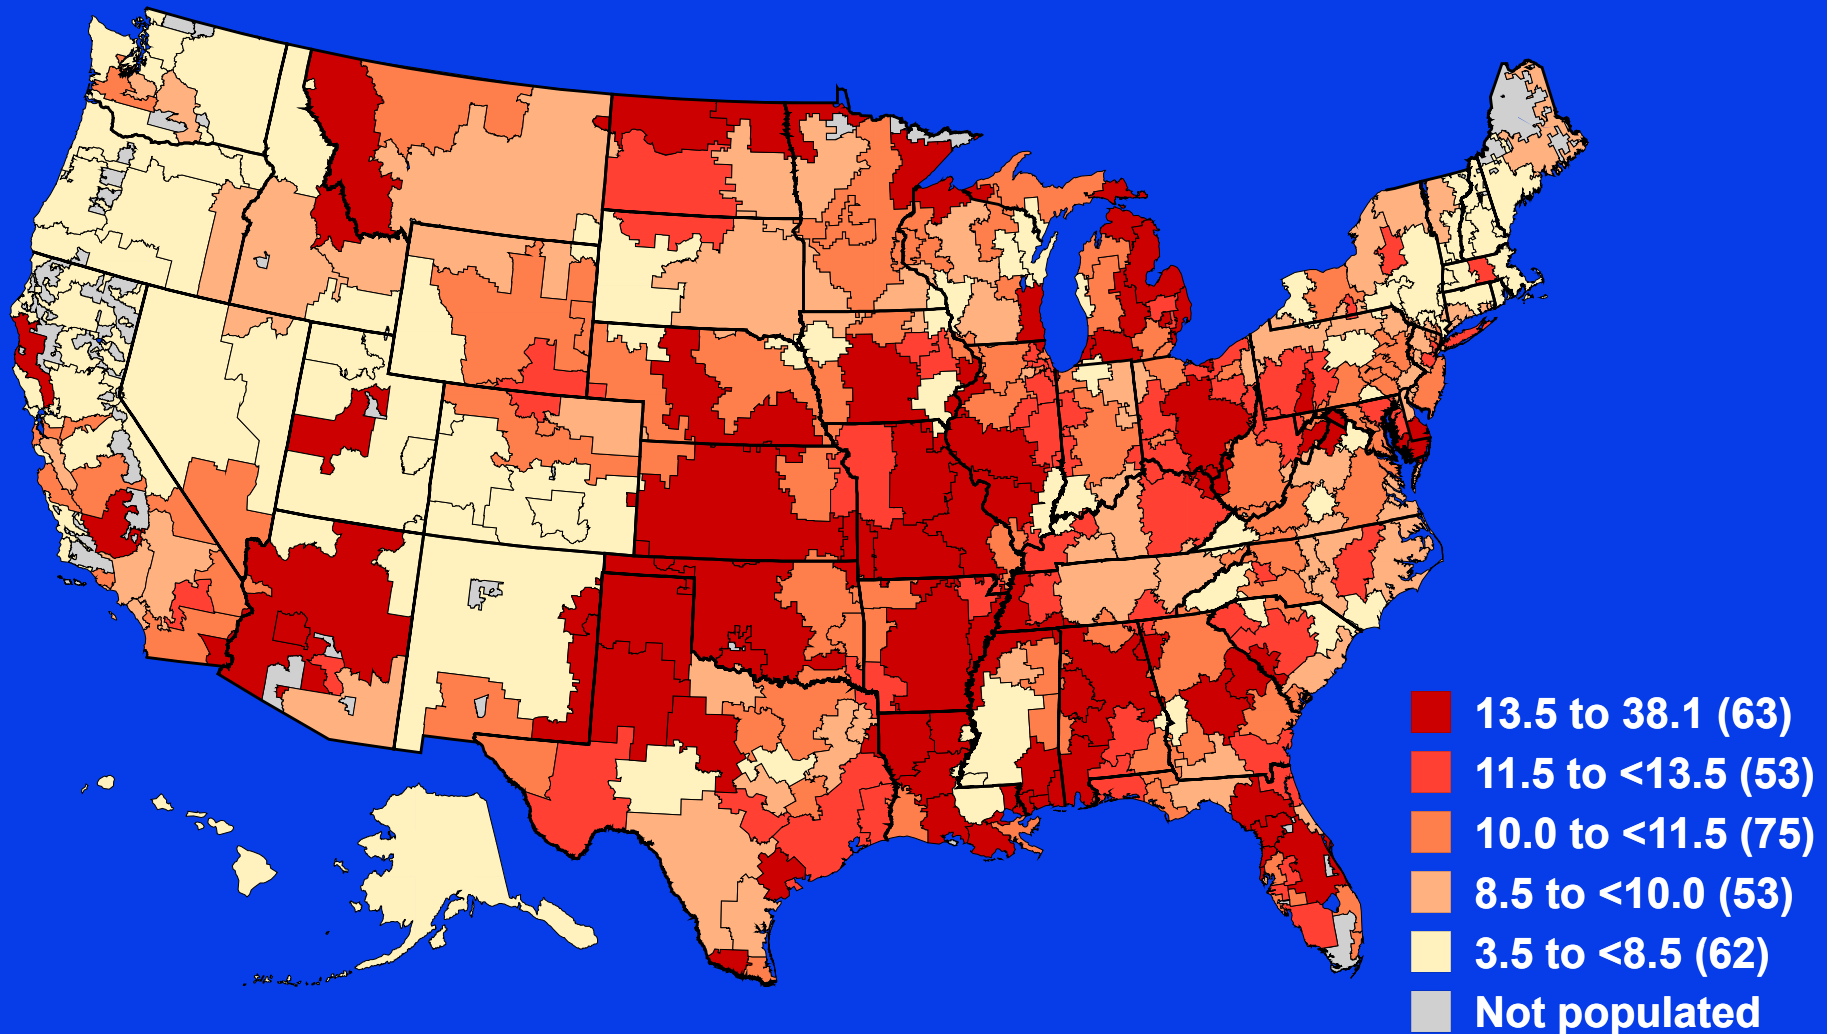 13.5 to 38.1 (63)
11.5 to <13.5 (53)
10.0 to <11.5 (75)
8.5 to <10.0 (53)
3.5 to <8.5 (62)
Not populated